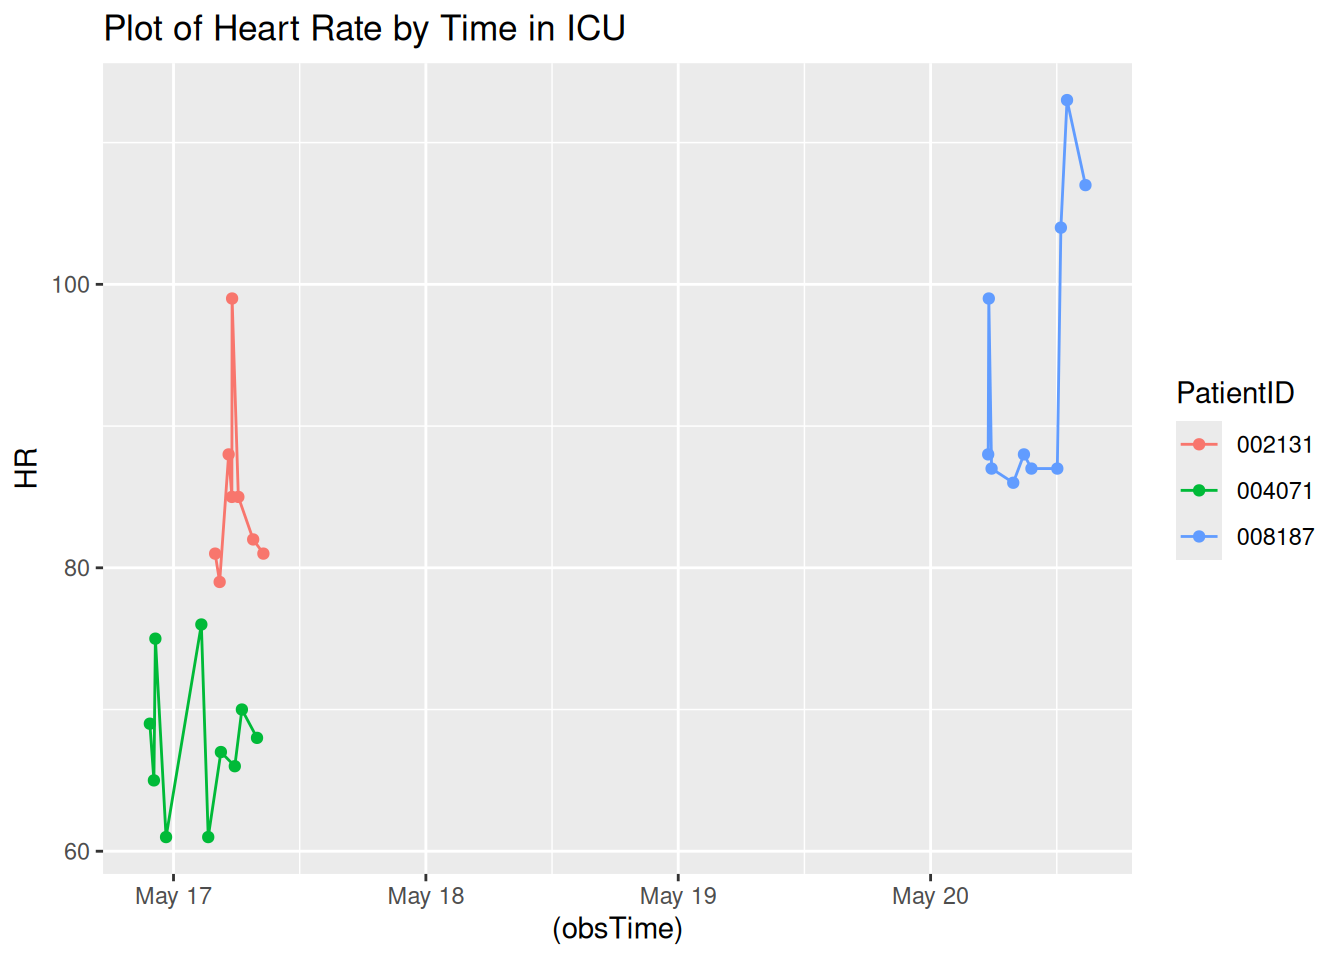 Plot of Heart Rate by Time in ICU
HR
100
80
60
May 17
May 18
May 19
May 20
(obsTime)
PatientID
002131
004071
008187